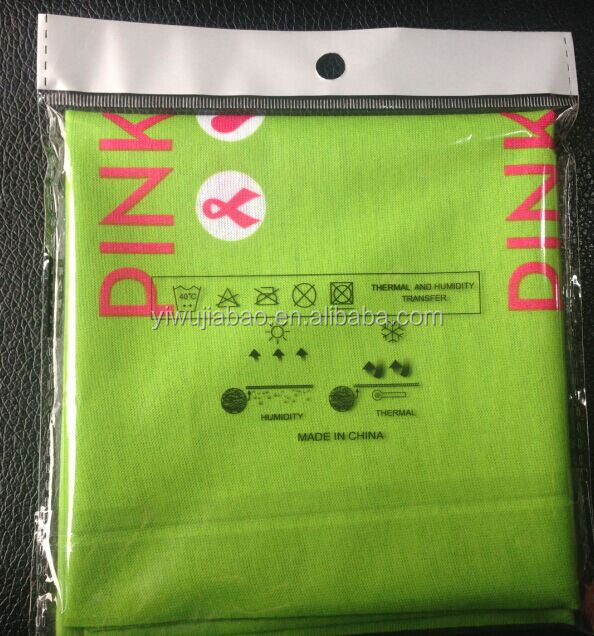 PINK
PINK
40°C
THERMAL AND HUMIDITY
TRANSFER
yiwujiabao.en.alibaba.com
HUMIDITY
THERMAL
MADE IN CHINA